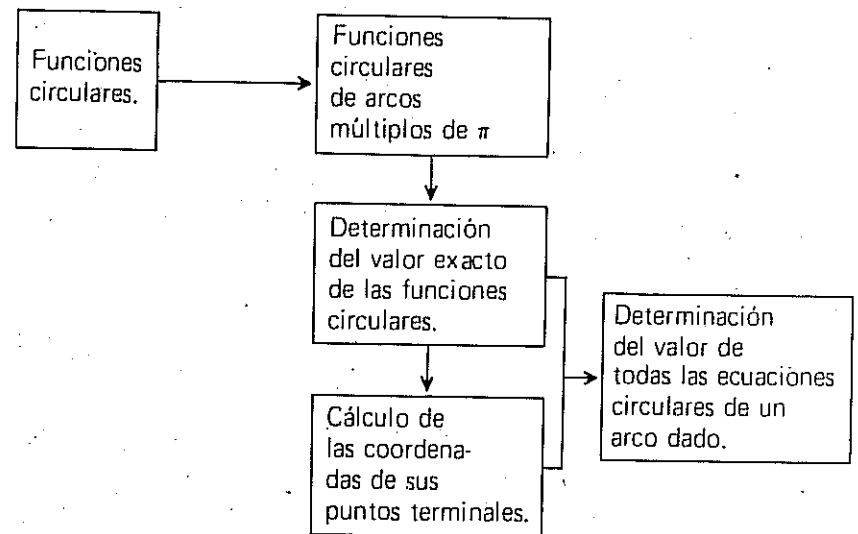 Funciones
circulares.
Funciones
circulares
de arcos
múltiplos de π
Determinación
del valor exacto
de las funciones
circulares.
Cálculo de
las coordena-
das de sus
puntos terminales.
Determinación
del valor de
todas las ecuaciones
circulares de un
arco dado.